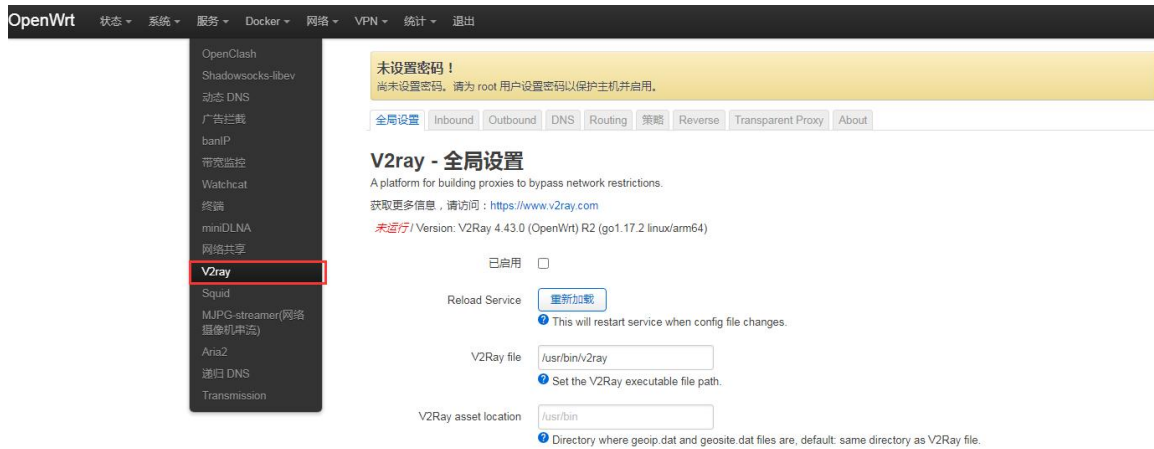 OpenWrt 状态 系统 服务 Docker 网络 VPN 统计 退出
OpenClash
Shadowsocks-libev
动态 DNS
广告拦截
banIP
带宽监控
Watchcat
终端
miniDLNA
网络共享
V2ray
Squid
MJPG-streamer(网络
摄像机串流)
Aria2
递归 DNS
Transmission
未设置密码！
尚未设置密码。请为 root 用户设置密码以保护主机并启用。
全局设置 Inbound Outbound DNS Routing 策略 Reverse Transparent Proxy About
V2ray - 全局设置
A platform for building proxies to bypass network restrictions.
获取更多信息，请访问：https://www.v2ray.com
未运行 / Version: V2Ray 4.43.0 (OpenWrt) R2 (go1.17.2 linux/arm64)
已启用
Reload Service 重新加载
This will restart service when config file changes.
V2Ray file /usr/bin/v2ray
Set the V2Ray executable file path.
V2Ray asset location /usr/bin
Directory where geoip.dat and geosite.dat files are, default: same directory as V2Ray file.